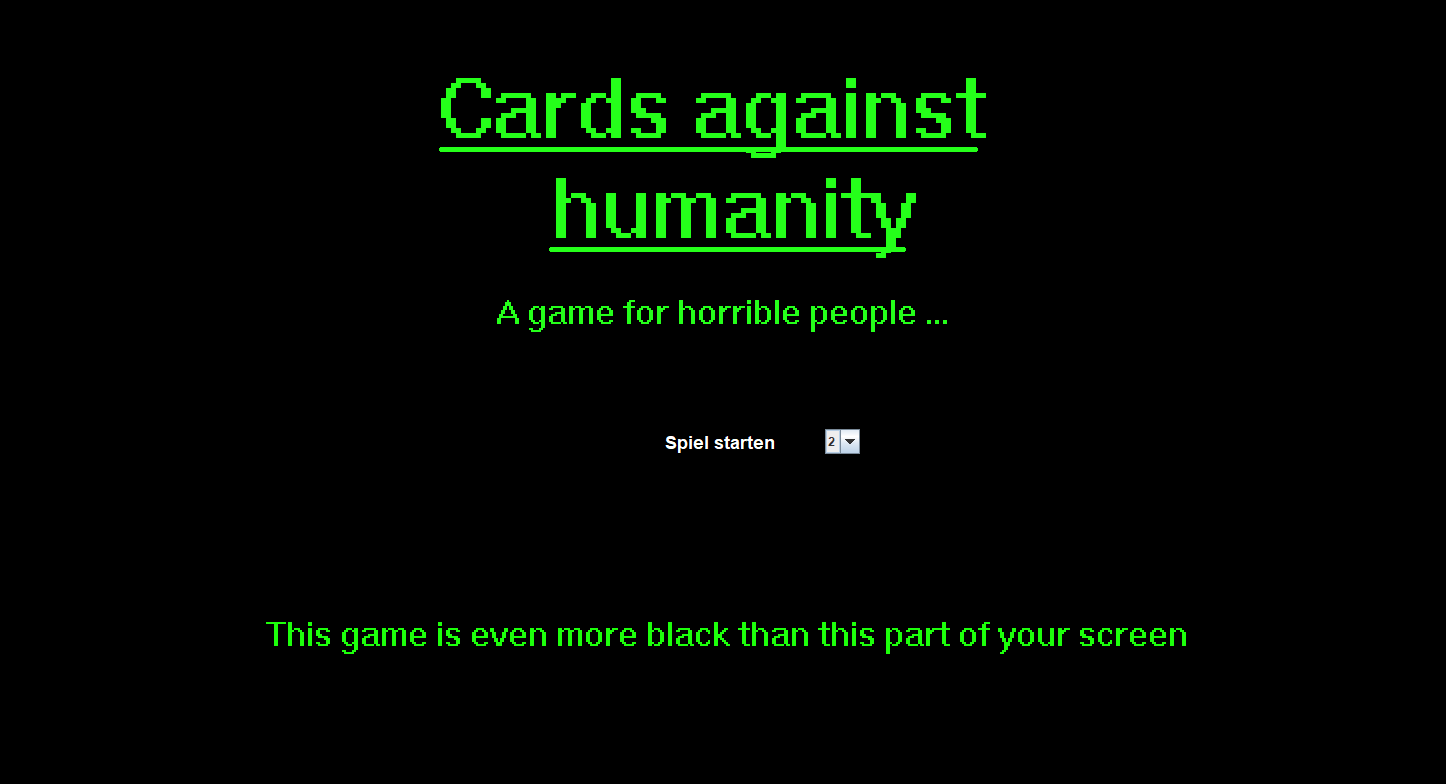 Cards against
humanity
A game for horrible people ...
Spiel starten 2
This game is even more black than this part of your screen